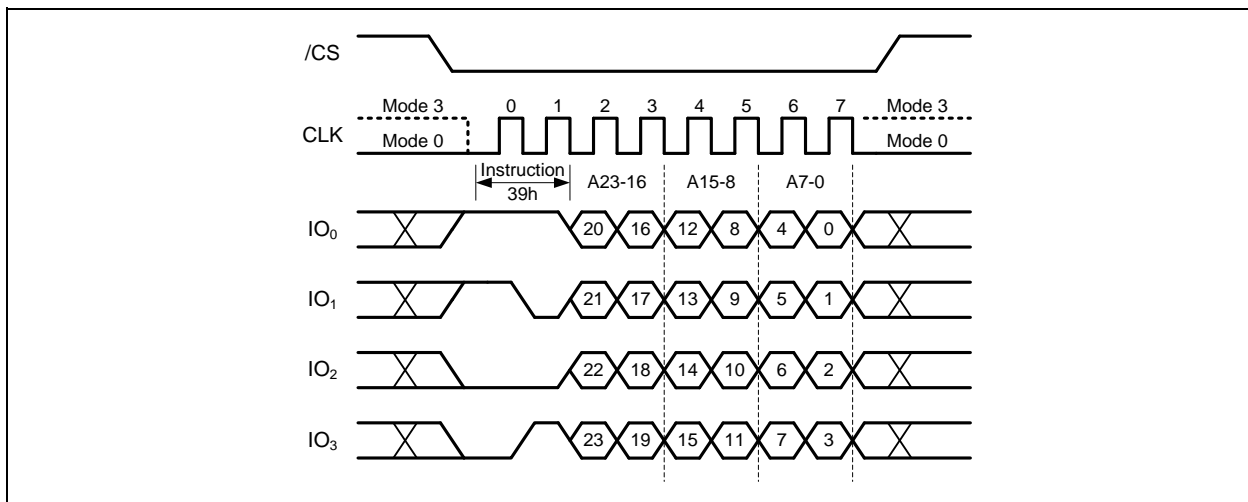 /CS
Mode 3 0 1 2 3 4 5 6 7 Mode 3
CLK
Mode 0 Mode 0
Instruction
39h
A23-16 A15-8 A7-0
IO0 20 16 12 8 4 0
IO1 21 17 13 9 5 1
IO2 22 18 14 10 6 2
IO3 23 19 15 11 7 3